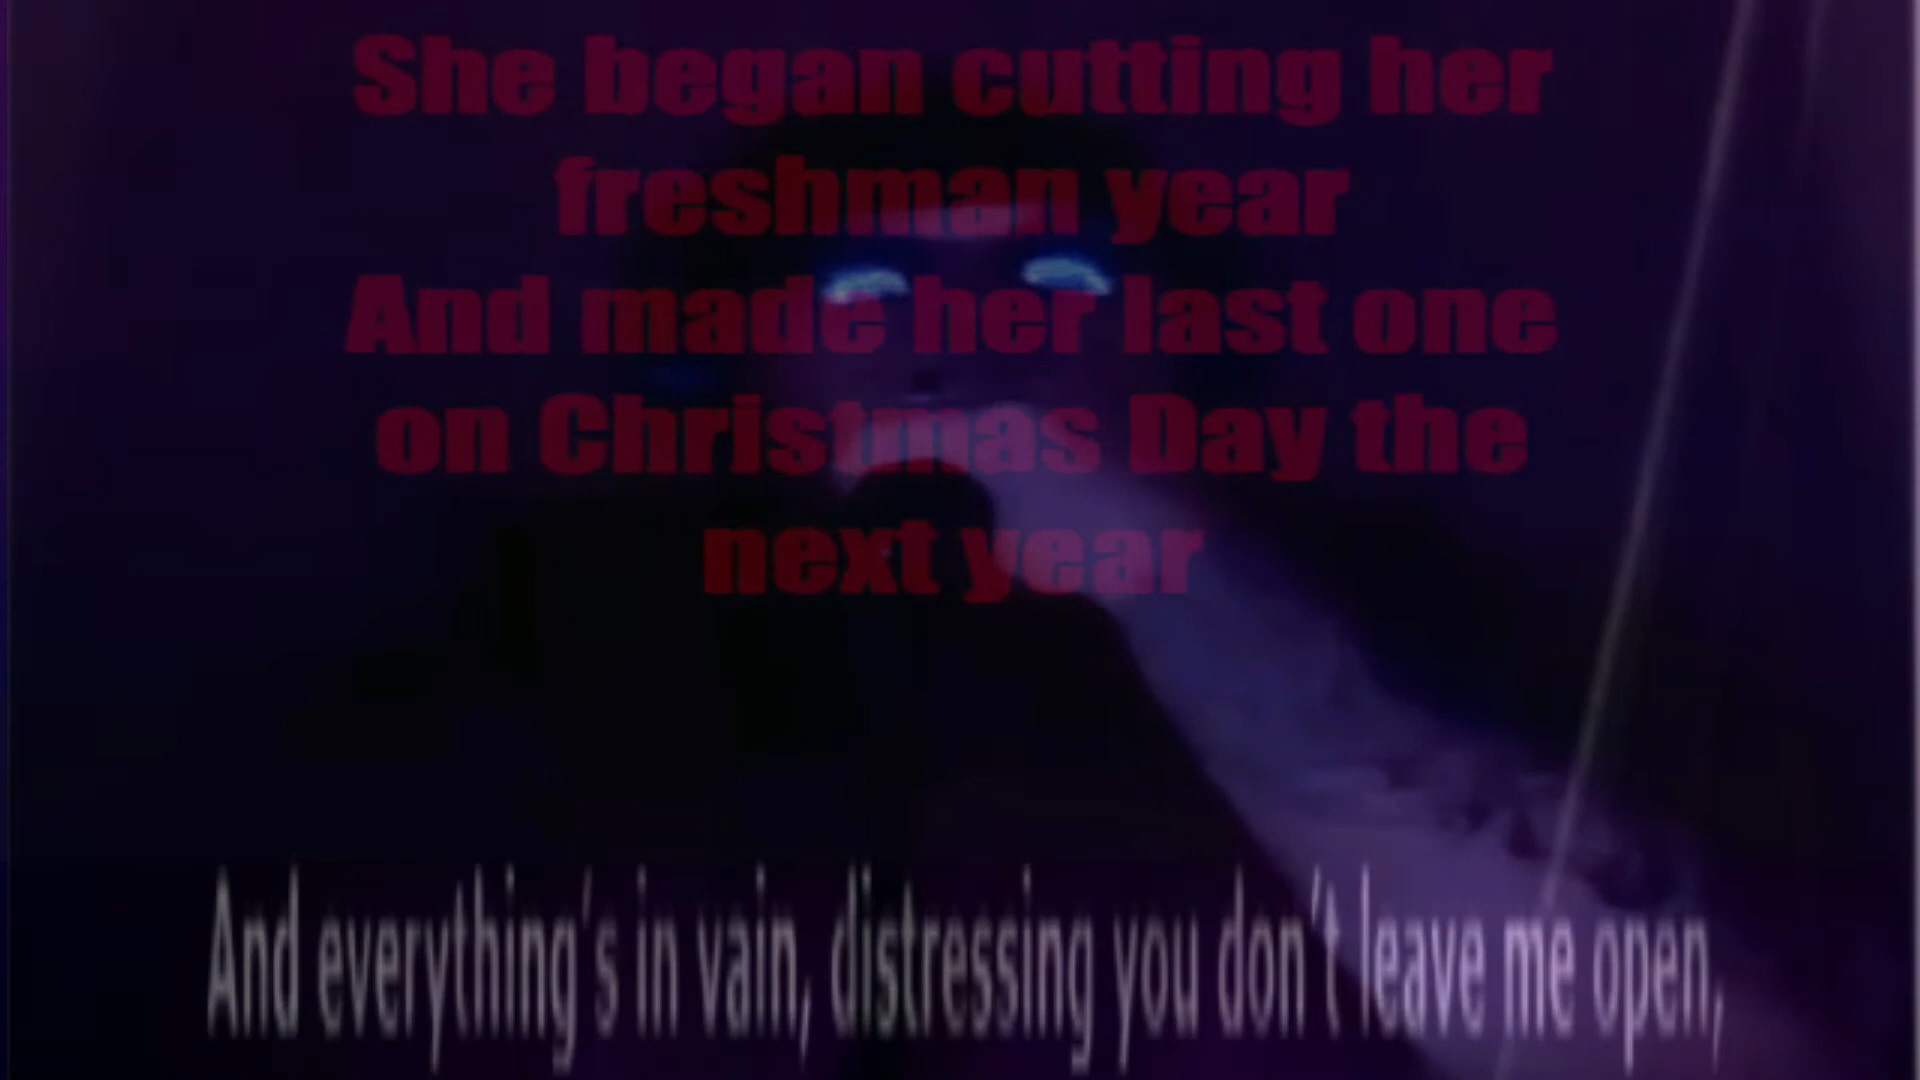 She began cutting her
freshman year
And made her last one
on Christmas Day the
next year
And everything's in vain, distressing you don't leave me open,